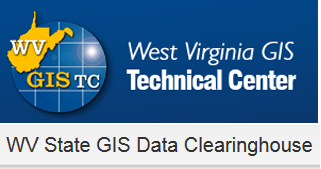 WV
GIS TC
West Virginia GIS
Technical Center
WV State GIS Data Clearinghouse